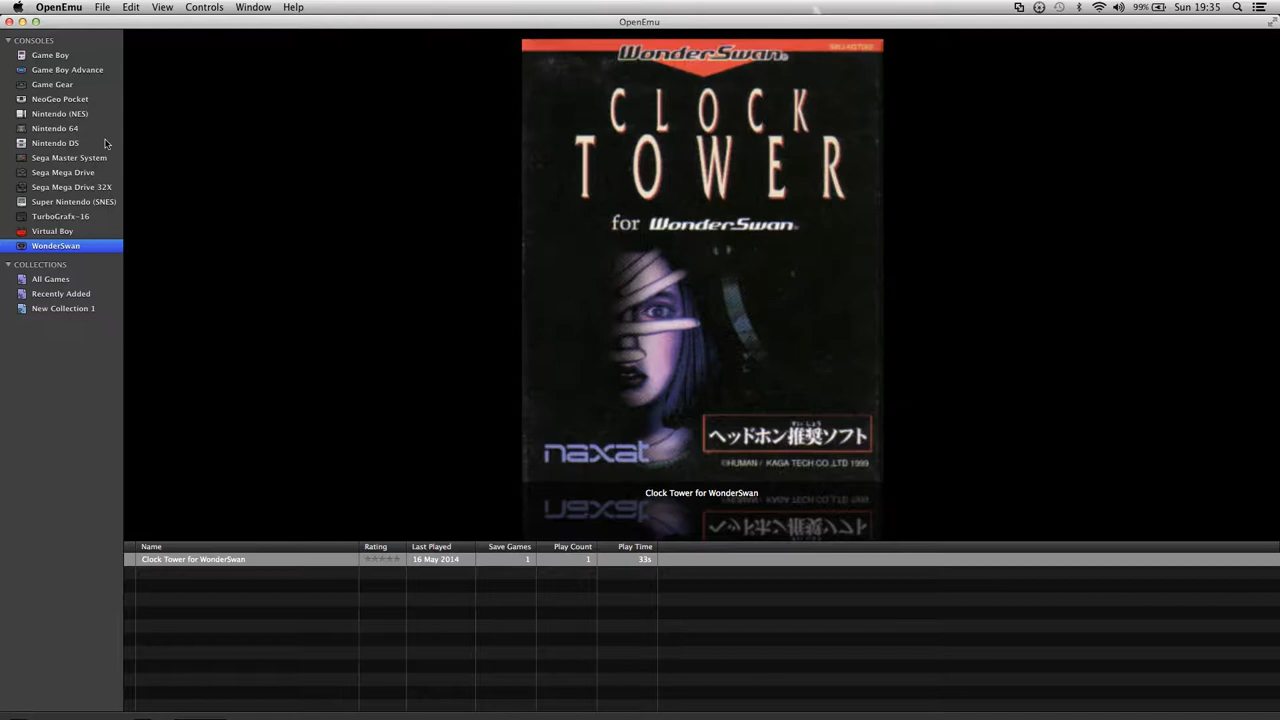 OpenEmu File Edit View Controls Window Help 99% Sun 19:35
OpenEmu
CONSOLES
Game Boy
Game Boy Advance
Game Gear
NeoGeo Pocket
Nintendo (NES)
Nintendo 64
Nintendo DS
Sega Master System
Sega Mega Drive
Sega Mega Drive 32X
Super Nintendo (SNES)
TurboGrafx-16
Virtual Boy
WonderSwan
COLLECTIONS
All Games
Recently Added
New Collection 1
WonderSwan
CLOCK
TOWER
for WonderSwan
ヘッドホン推奨ソフト
naxat
©HUMAN / KAGA TECH CO.,LTD 1999
Clock Tower for WonderSwan
Name Rating Last Played Save Games Play Count Play Time
Clock Tower for WonderSwan 16 May 2014 1 1 33s